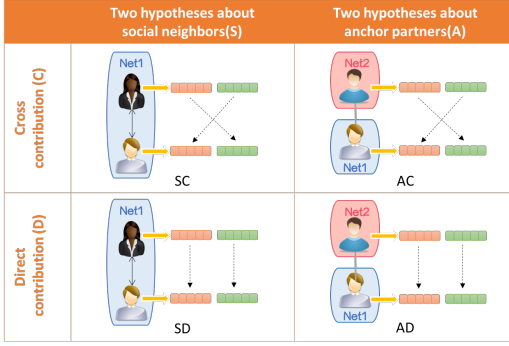 Two hypotheses about
social neighbors(S)
Two hypotheses about
anchor partners(A)
Cross
contribution (C)
Net1
SC
Net2
Net1
AC
Direct
contribution (D)
Net1
SD
Net2
Net1
AD